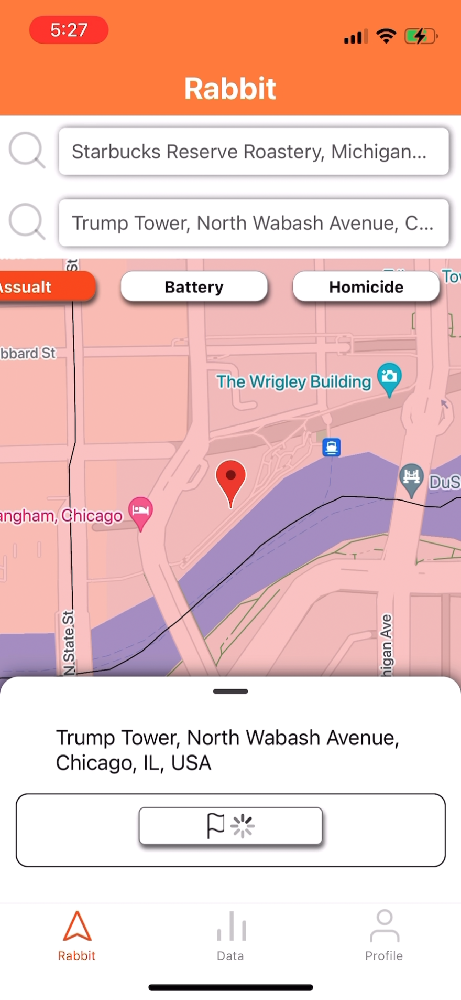 5:27
Rabbit
Starbucks Reserve Roastery, Michigan...
Trump Tower, North Wabash Avenue, C...
St
Assualt
Battery
Homicide
Tow
bbard St
The Wrigley Building
DuS
angham, Chicago
N State St
higan Ave
Trump Tower, North Wabash Avenue,
Chicago, IL, USA
Rabbit
Data
Profile